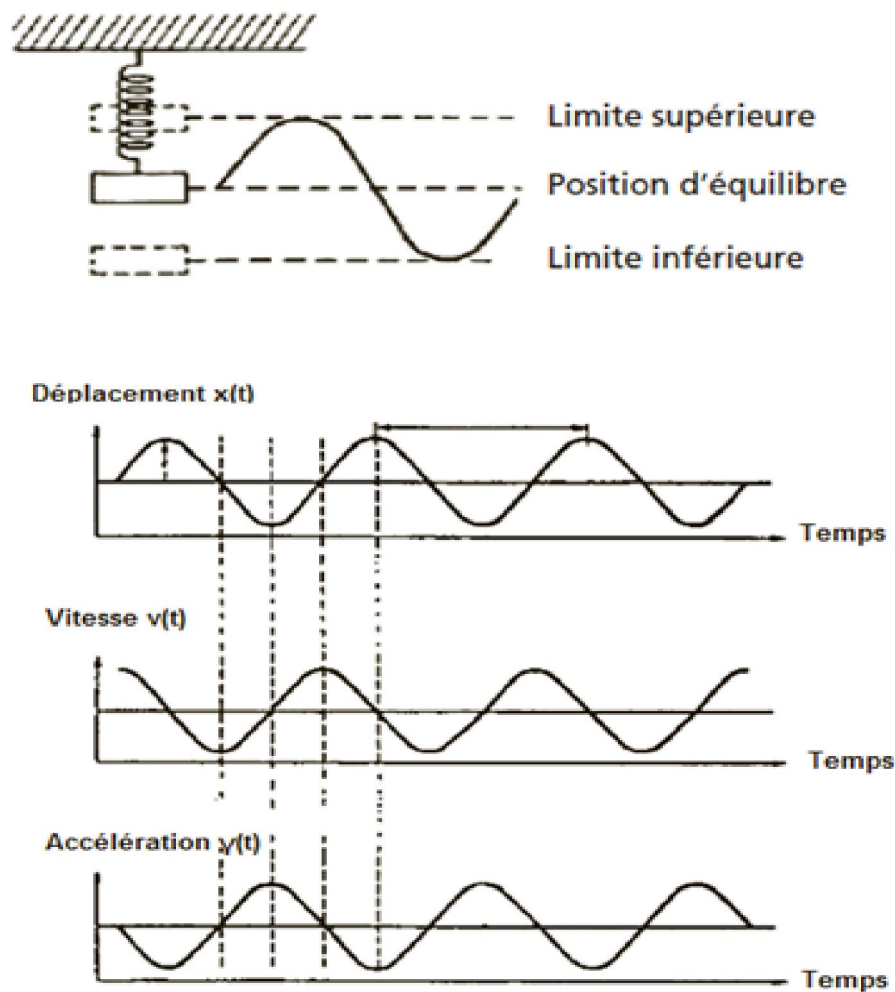 Limite supérieure
Position d'équilibre
Limite inférieure
Déplacement x(t)
Temps
Vitesse v(t)
Temps
Accélération γ(t)
Temps